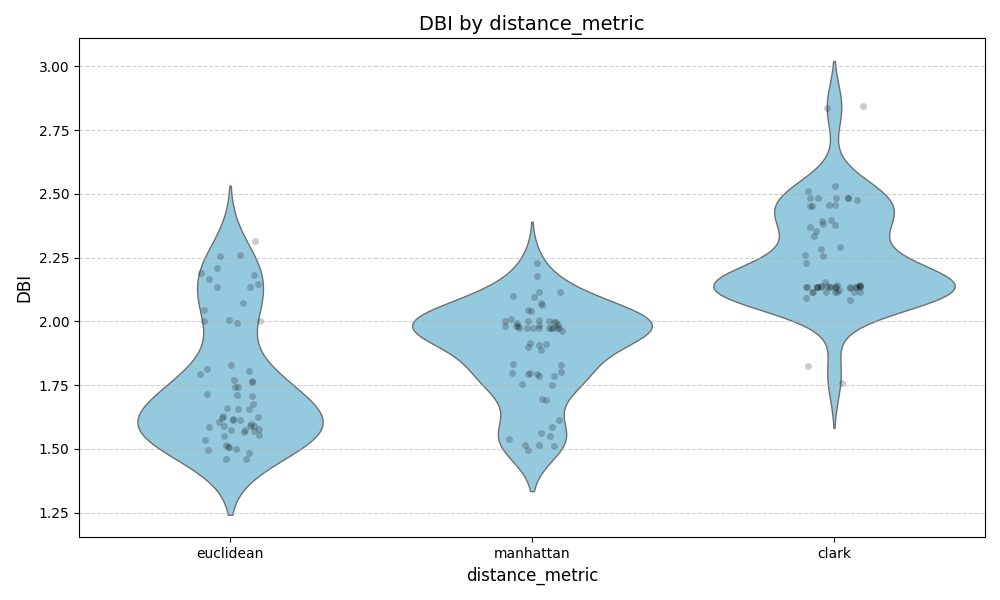 DBI by distance_metric
DBI
3.00
2.75
2.50
2.25
2.00
1.75
1.50
1.25
euclidean
manhattan
clark
distance_metric